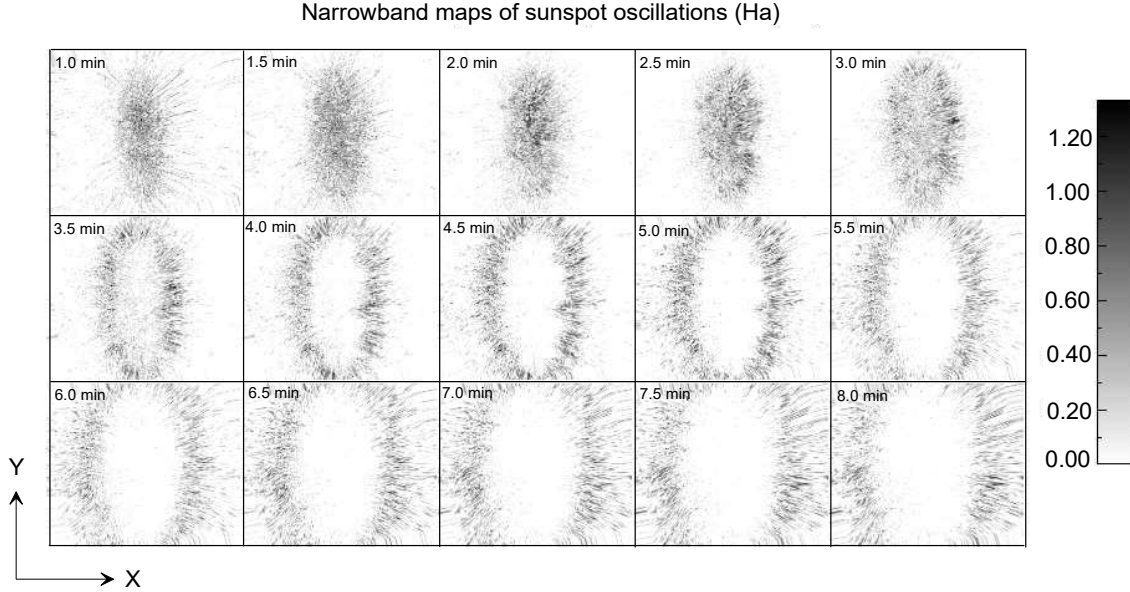 Narrowband maps of sunspot oscillations (Ha)
1.0 min
1.5 min
2.0 min
2.5 min
3.0 min
3.5 min
4.0 min
4.5 min
5.0 min
5.5 min
6.0 min
6.5 min
7.0 min
7.5 min
8.0 min
1.20
1.00
0.80
0.60
0.40
0.20
0.00
Y
X